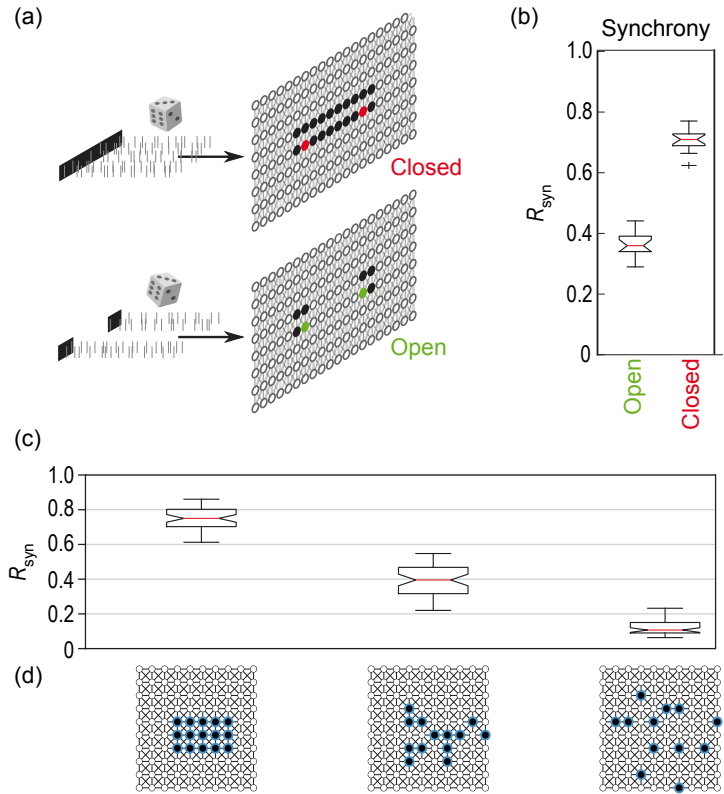 (a)
Closed
Open
(b)
Synchrony
1.0
0.8
0.6
0.4
0.2
0
Rsyn
Open
Closed
(c)
1.0
0.8
0.6
0.4
0.2
0
Rsyn
(d)